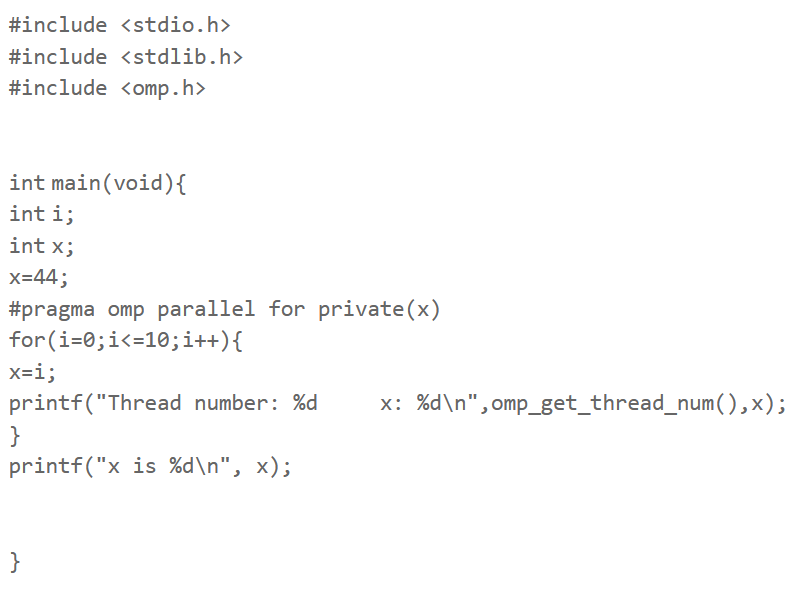 #include <stdio.h>
#include <stdlib.h>
#include <omp.h>
int main(void){
int i;
int x;
x=44;
#pragma omp parallel for private(x)
for(i=0;i<=10;i++){
x=i;
printf("Thread number: %d     x: %d\n",omp_get_thread_num(),x);
}
printf("x is %d\n", x);
}